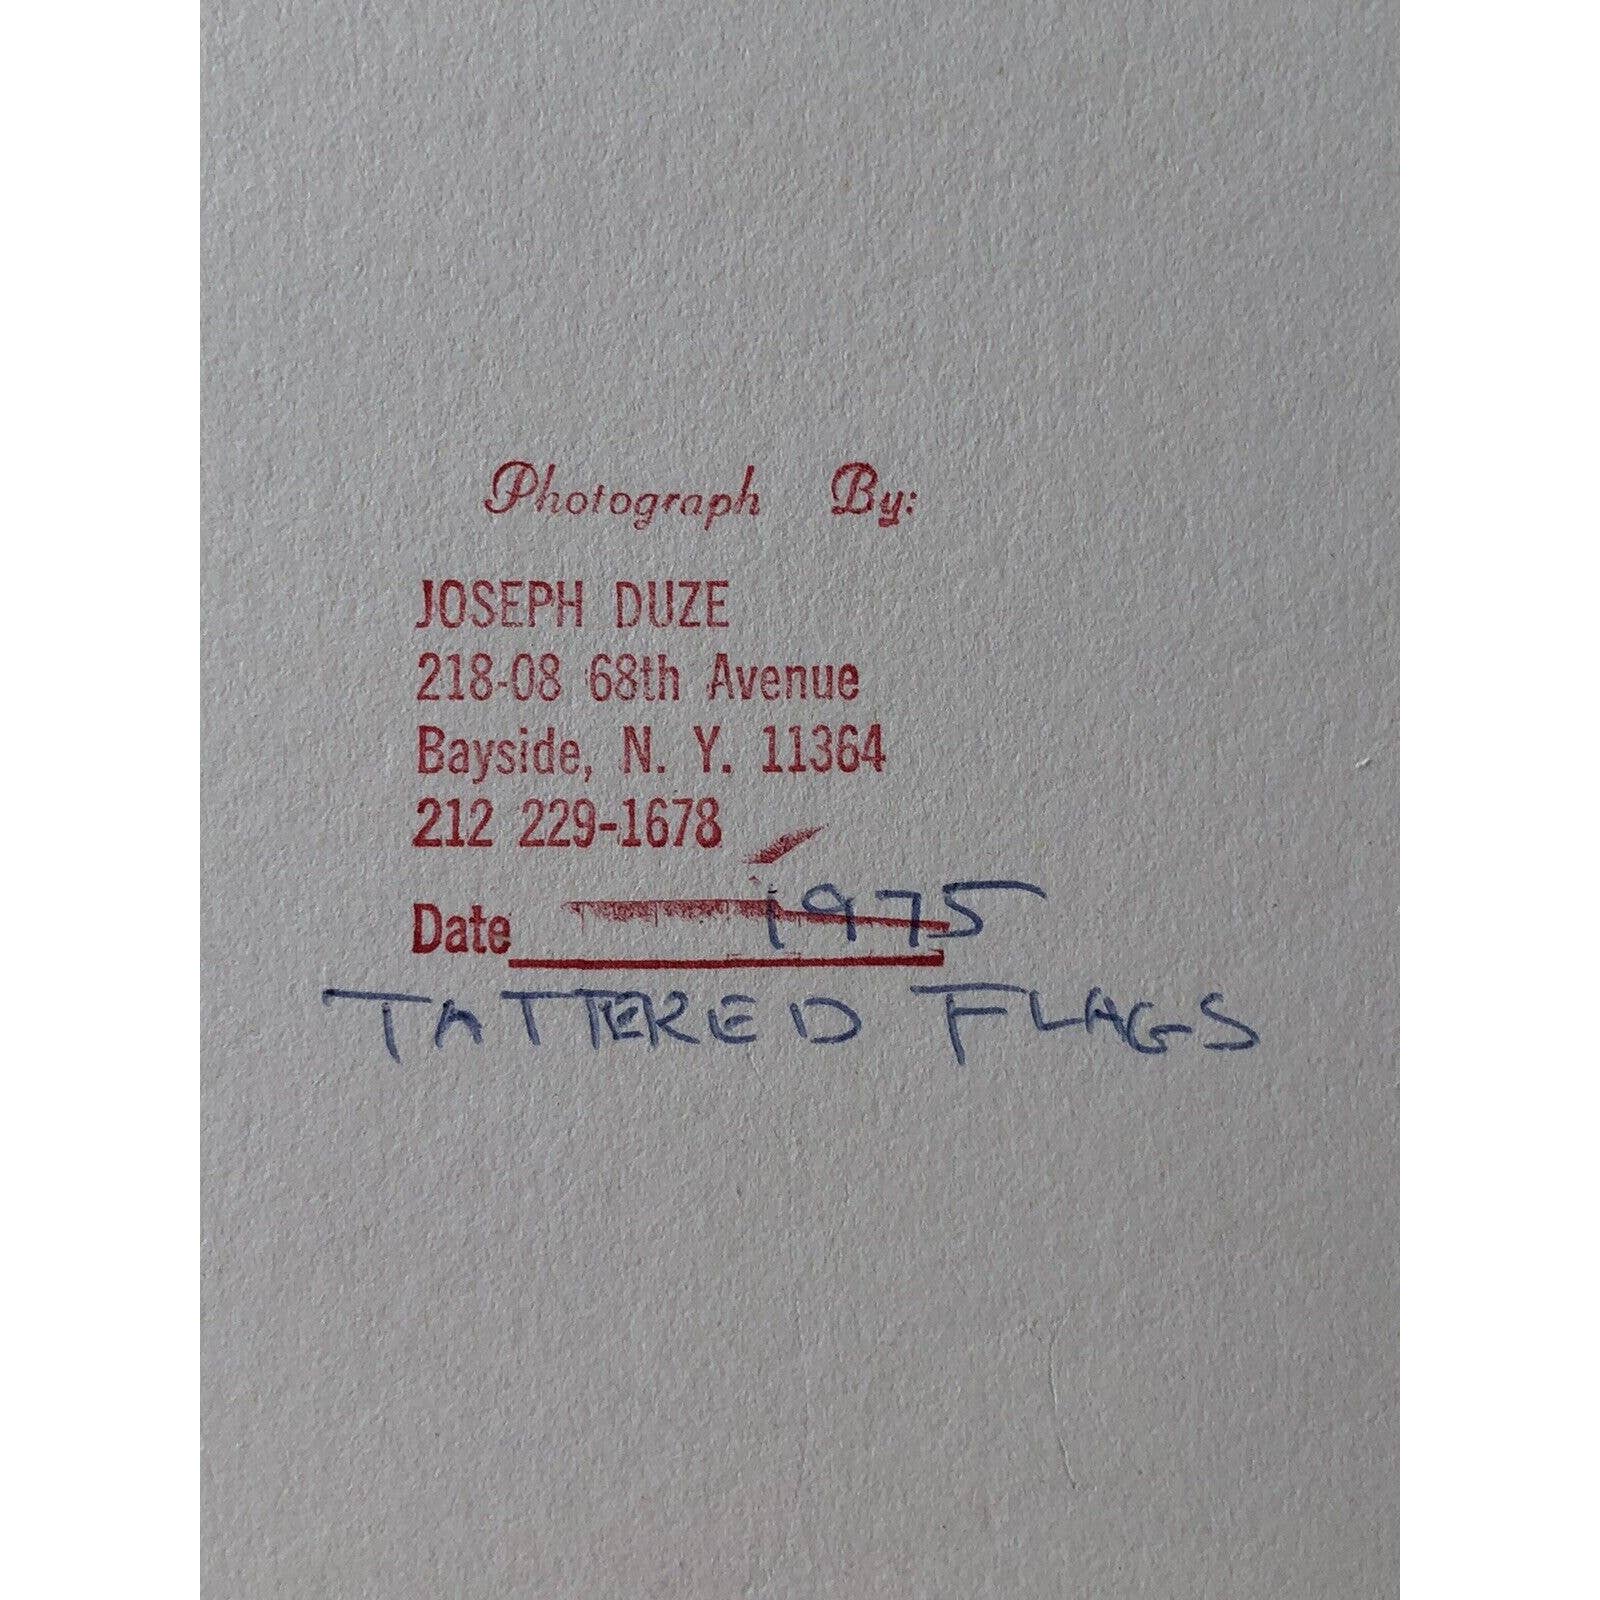 Photograph By:
JOSEPH DUZE
218-08 68th Avenue
Bayside, N. Y. 11364
212 229-1678
Date 1975
TATTERED FLAGS